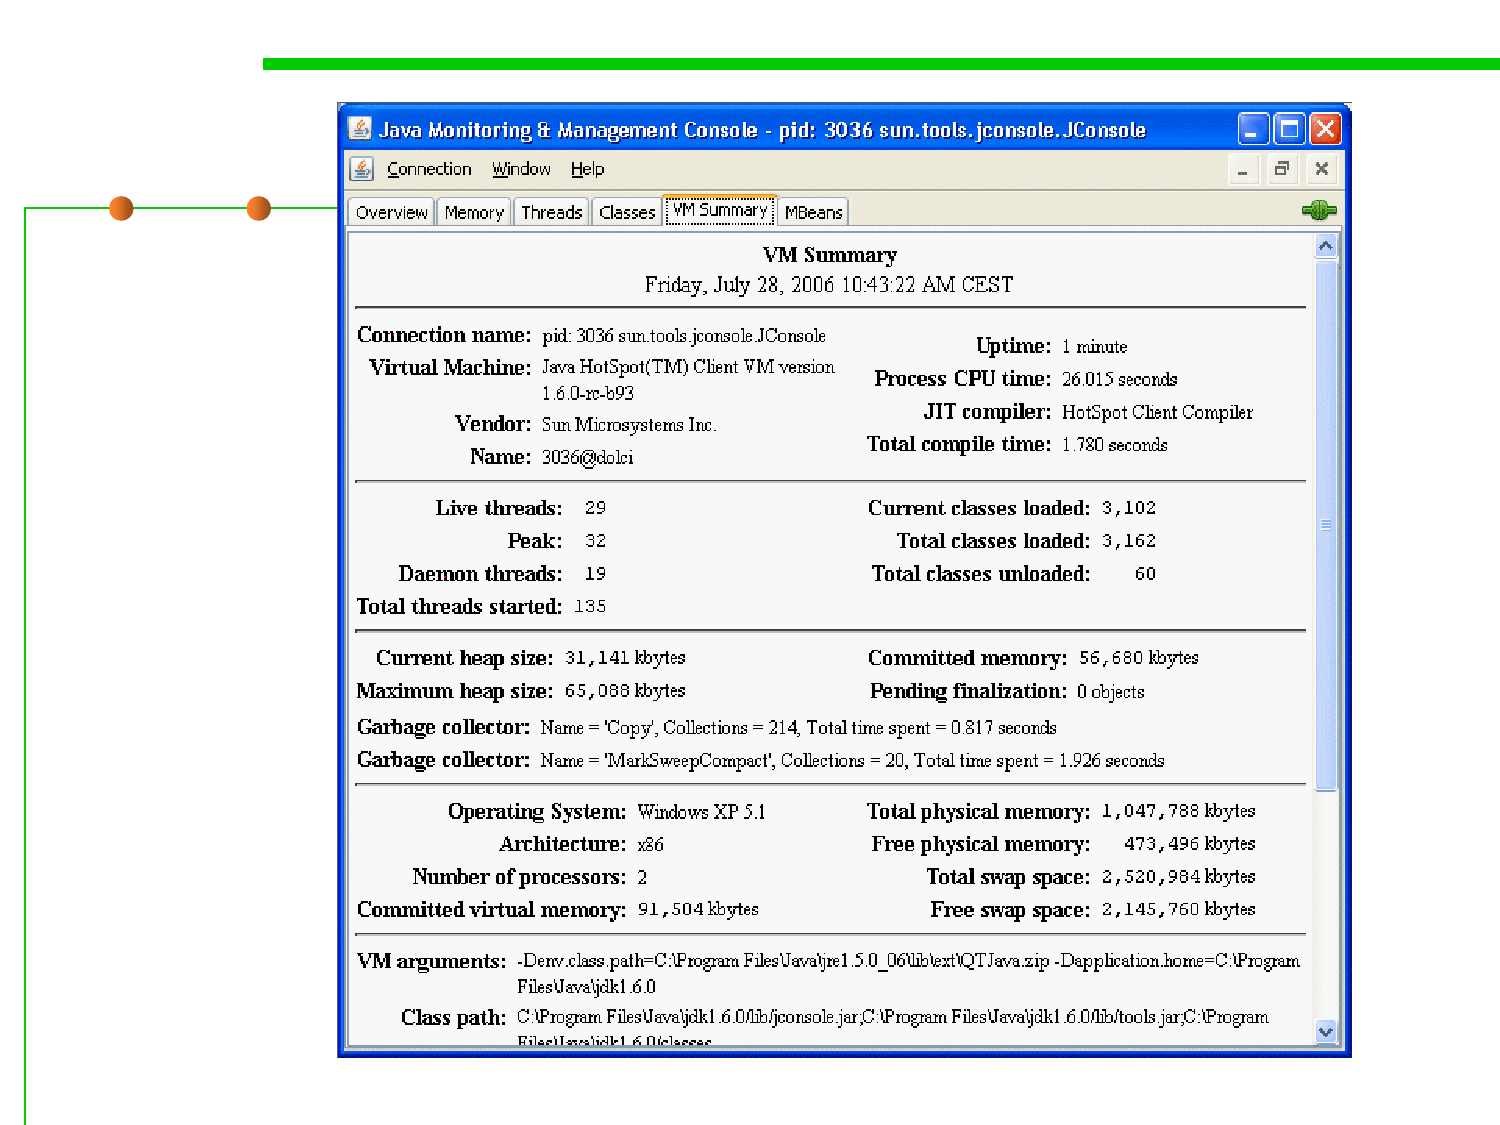 Java Monitoring & Management Console - pid: 3036 sun.tools.jconsole.JConsole
Connection Window Help
Overview Memory Threads Classes VM Summary MBeans
VM Summary
Friday, July 28, 2006 10:43:22 AM CEST
Connection name: pid: 3036 sun.tools.jconsole.JConsole
Virtual Machine: Java HotSpot(TM) Client VM version
1.6.0-rc-b93
Vendor: Sun Microsystems Inc.
Name: 3036@dolci
Uptime: 1 minute
Process CPU time: 26.015 seconds
JIT compiler: HotSpot Client Compiler
Total compile time: 1.780 seconds
Live threads: 29
Peak: 32
Daemon threads: 19
Total threads started: 135
Current classes loaded: 3,102
Total classes loaded: 3,162
Total classes unloaded: 60
Current heap size: 31,141 kbytes
Maximum heap size: 65,088 kbytes
Committed memory: 56,680 kbytes
Pending finalization: 0 objects
Garbage collector: Name = 'Copy', Collections = 214, Total time spent = 0.817 seconds
Garbage collector: Name = 'MarkSweepCompact', Collections = 20, Total time spent = 1.926 seconds
Operating System: Windows XP 5.1
Architecture: x86
Number of processors: 2
Committed virtual memory: 91,504 kbytes
Total physical memory: 1,047,788 kbytes
Free physical memory: 473,496 kbytes
Total swap space: 2,520,984 kbytes
Free swap space: 2,145,760 kbytes
VM arguments: -Denv.class.path=C:\Program Files\Java\jre1.5.0_06\lib\ext\QTJava.zip -Dapplication.home=C:\Program
Files\Java\jdk1.6.0
Class path: C:\Program Files\Java\jdk1.6.0/lib/jconsole.jar;C:\Program Files\Java\jdk1.6.0/lib/tools.jar;C:\Program
Files\Java\jdk1.6.0/classes